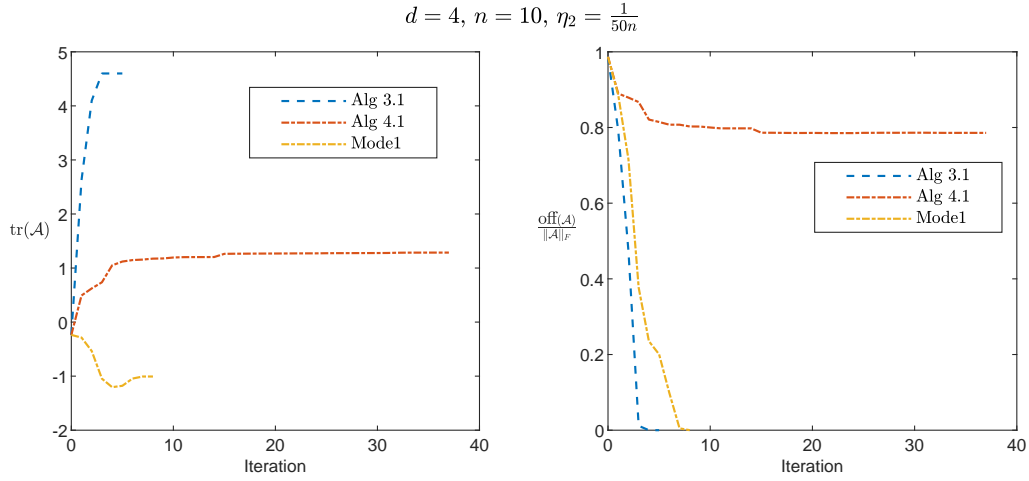 d = 4, n = 10, η₂ = 1/(50n)
5
4
3
2
1
0
-1
-2
tr(𝒜)
0
10
20
30
40
Iteration
Alg 3.1
Alg 4.1
Mode1
1
0.8
0.6
0.4
0.2
0
off(𝒜)
‖𝒜‖F
0
10
20
30
40
Iteration
Alg 3.1
Alg 4.1
Mode1